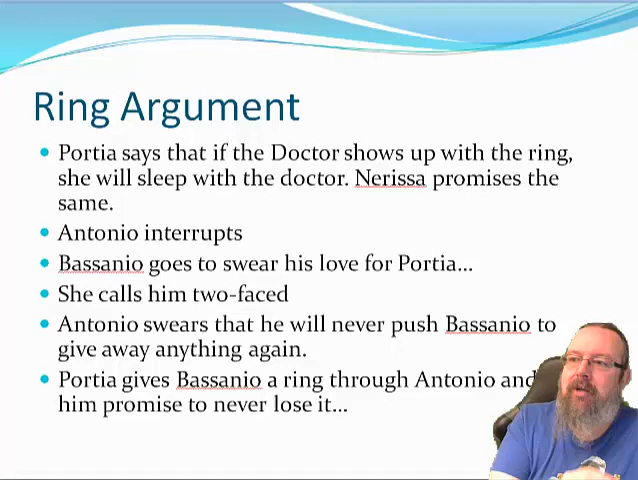 Ring Argument
Portia says that if the Doctor shows up with the ring,
she will sleep with the doctor. Nerissa promises the
same.
Antonio interrupts
Bassanio goes to swear his love for Portia...
She calls him two-faced
Antonio swears that he will never push Bassanio to
give away anything again.
Portia gives Bassanio a ring through Antonio and
him promise to never lose it...